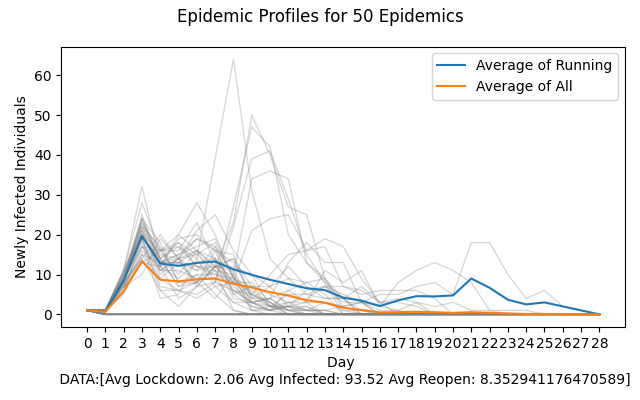 Epidemic Profiles for 50 Epidemics
Newly Infected Individuals
60
50
40
30
20
10
0
Average of Running
Average of All
0 1 2 3 4 5 6 7 8 9 10 11 12 13 14 15 16 17 18 19 20 21 22 23 24 25 26 27 28
Day
DATA:[Avg Lockdown: 2.06 Avg Infected: 93.52 Avg Reopen: 8.352941176470589]